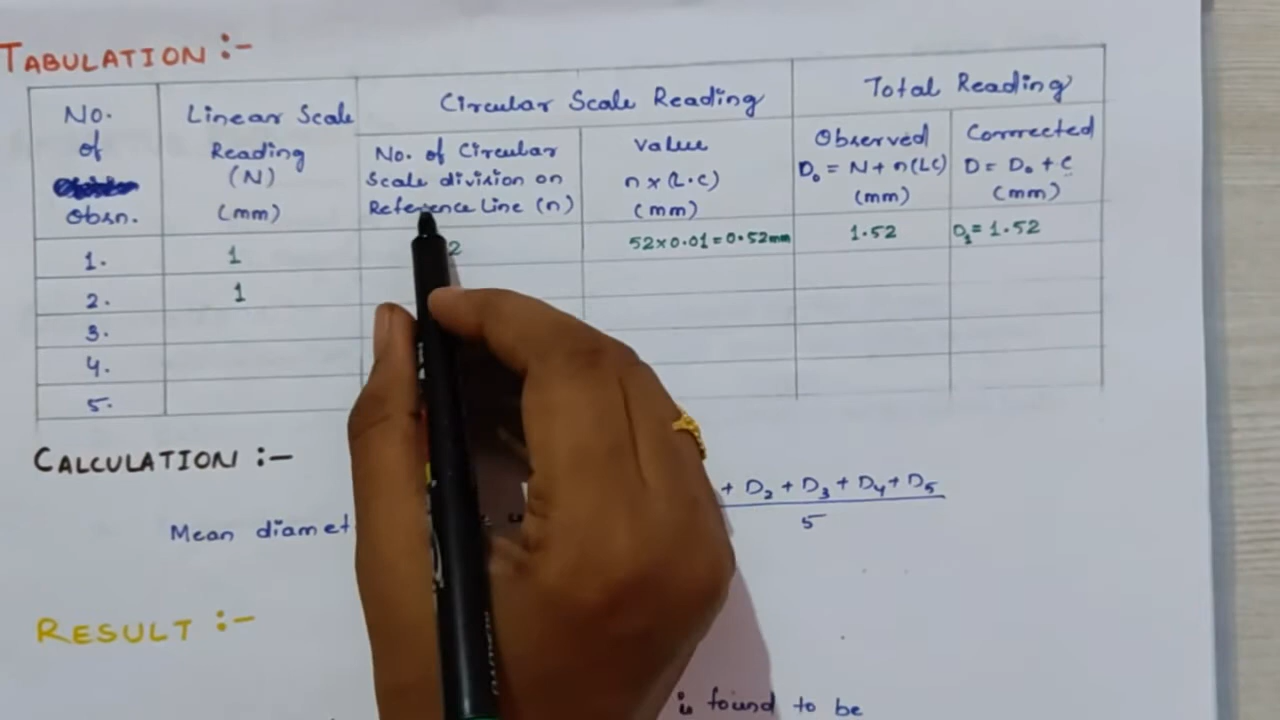 TABULATION :-
No. of Obsn.
Linear Scale Reading (N) (mm)
Circular Scale Reading
Total Reading
No. of Circular Scale division on Reference Line (n)
Value n x (L.C) (mm)
Observed D₀ = N + n(LC) (mm)
Corrected D = D₀ + C (mm)
1. 1 2 52x0.01=0.52mm 1.52 D₁= 1.52
2. 1
3.
4.
5.
CALCULATION :-
Mean diamet
+ D₂ + D₃ + D₄ + D₅
5
RESULT :-
is found to be